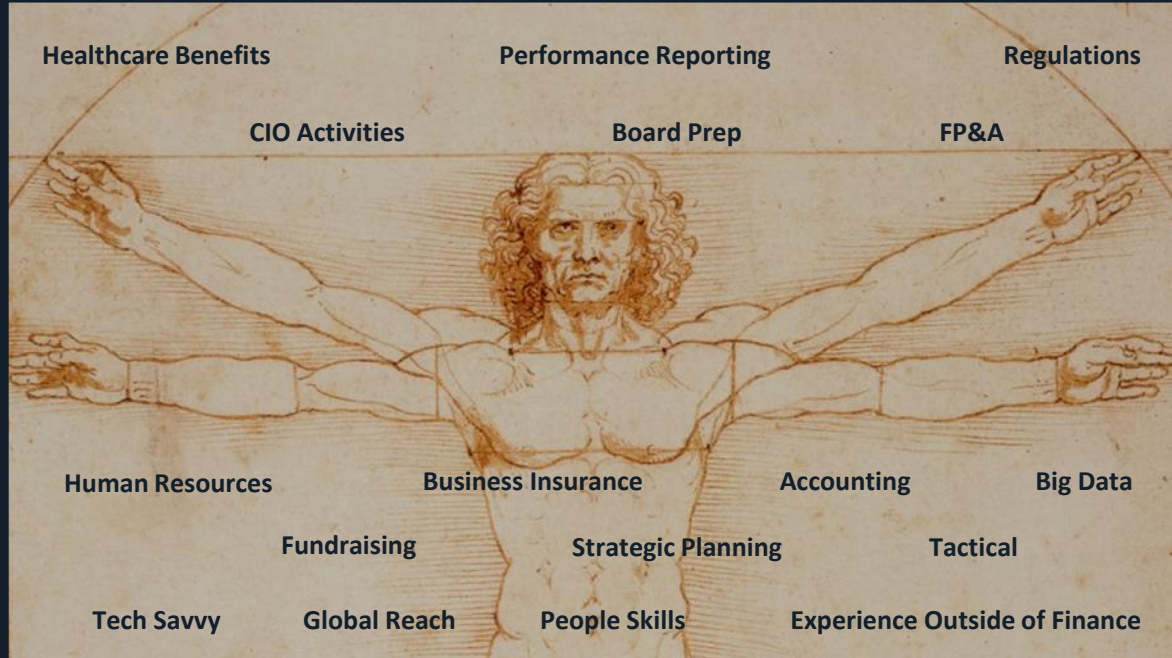 Healthcare Benefits Performance Reporting Regulations
CIO Activities Board Prep FP&A
Human Resources Business Insurance Accounting Big Data
Fundraising Strategic Planning Tactical
Tech Savvy Global Reach People Skills Experience Outside of Finance